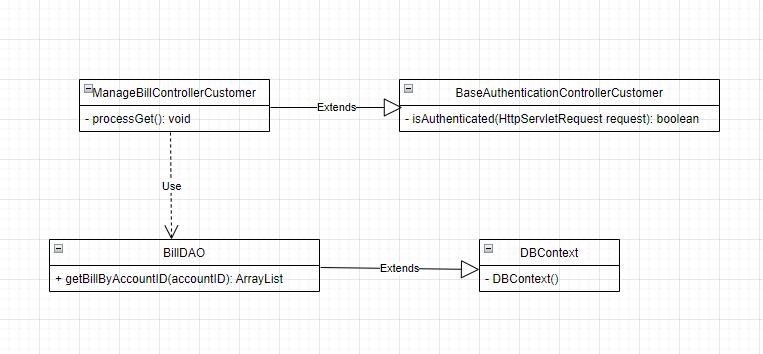 ManageBillControllerCustomer
- processGet(): void
Extends
BaseAuthenticationControllerCustomer
- isAuthenticated(HttpServletRequest request): boolean
Use
BillDAO
+ getBillByAccountID(accountID): ArrayList
Extends
DBContext
- DBContext()